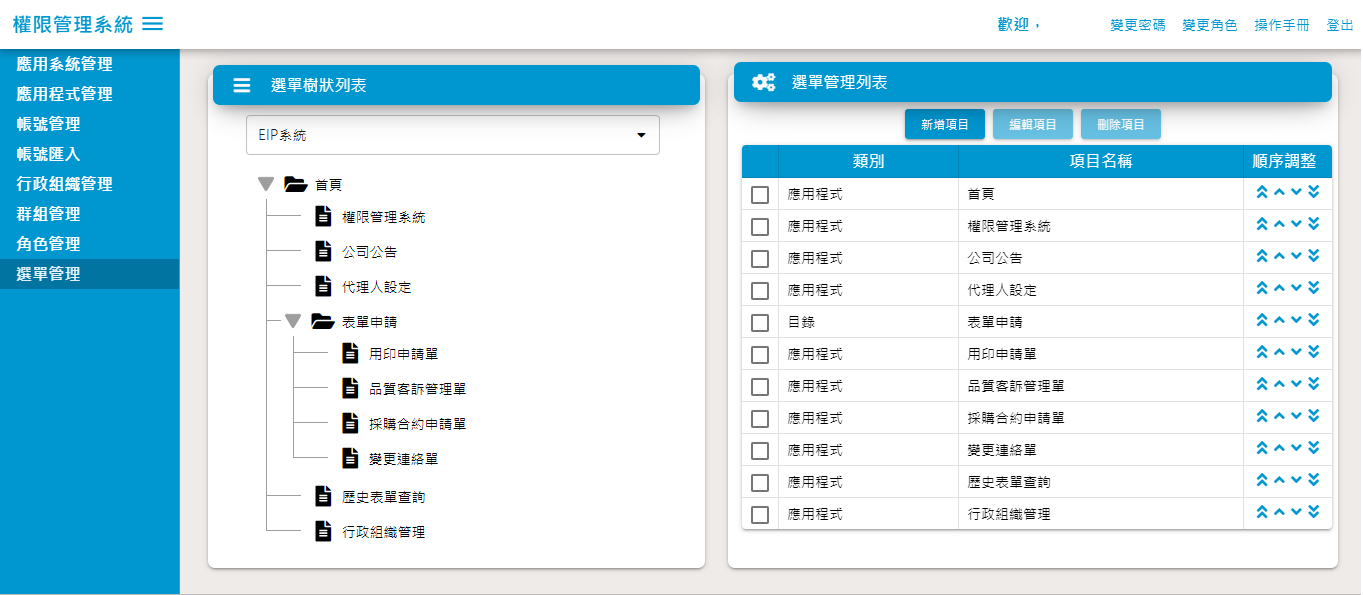 權限管理系統
歡迎，
變更密碼 變更角色 操作手冊 登出
應用系統管理
應用程式管理
帳號管理
帳號匯入
行政組織管理
群組管理
角色管理
選單管理
選單樹狀列表
EIP系統
首頁
權限管理系統
公司公告
代理人設定
表單申請
用印申請單
品質客訴管理單
採購合約申請單
變更連絡單
歷史表單查詢
行政組織管理
選單管理列表
新增項目 編輯項目 刪除項目
類別 項目名稱 順序調整
應用程式 首頁
應用程式 權限管理系統
應用程式 公司公告
應用程式 代理人設定
目錄 表單申請
應用程式 用印申請單
應用程式 品質客訴管理單
應用程式 採購合約申請單
應用程式 變更連絡單
應用程式 歷史表單查詢
應用程式 行政組織管理